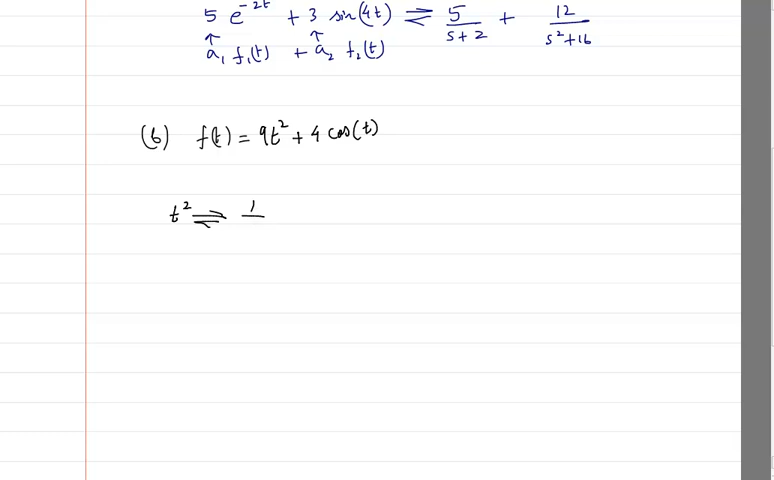 5 e^{-2t} + 3 sin(4t) ⇌ 5/(s+2) + 12/(s²+16)
↑ ↑
a₁ f₁(t) + a₂ f₂(t)
(b) f(t) = 9t² + 4 cos(t)
t² ⇌ 1/